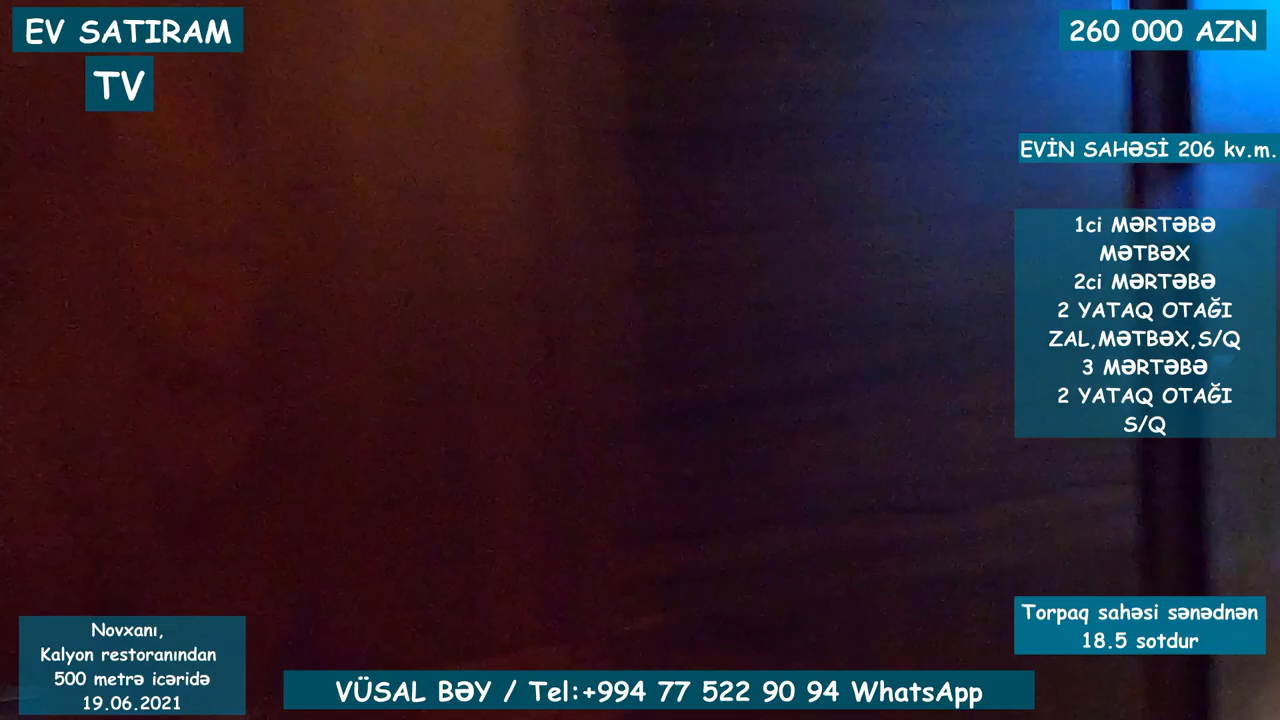 EV SATIRAM
TV
260 000 AZN
EVİN SAHƏSİ 206 kv.m.
1ci MƏRTƏBƏ
MƏTBƏX
2ci MƏRTƏBƏ
2 YATAQ OTAĞI
ZAL,MƏTBƏX,S/Q
3 MƏRTƏBƏ
2 YATAQ OTAĞI
S/Q
Torpaq sahəsi sənədnən
18.5 sotdur
Novxanı,
Kalyon restoranından
500 metrə icəridə
19.06.2021
VÜSAL BƏY / Tel:+994 77 522 90 94 WhatsApp